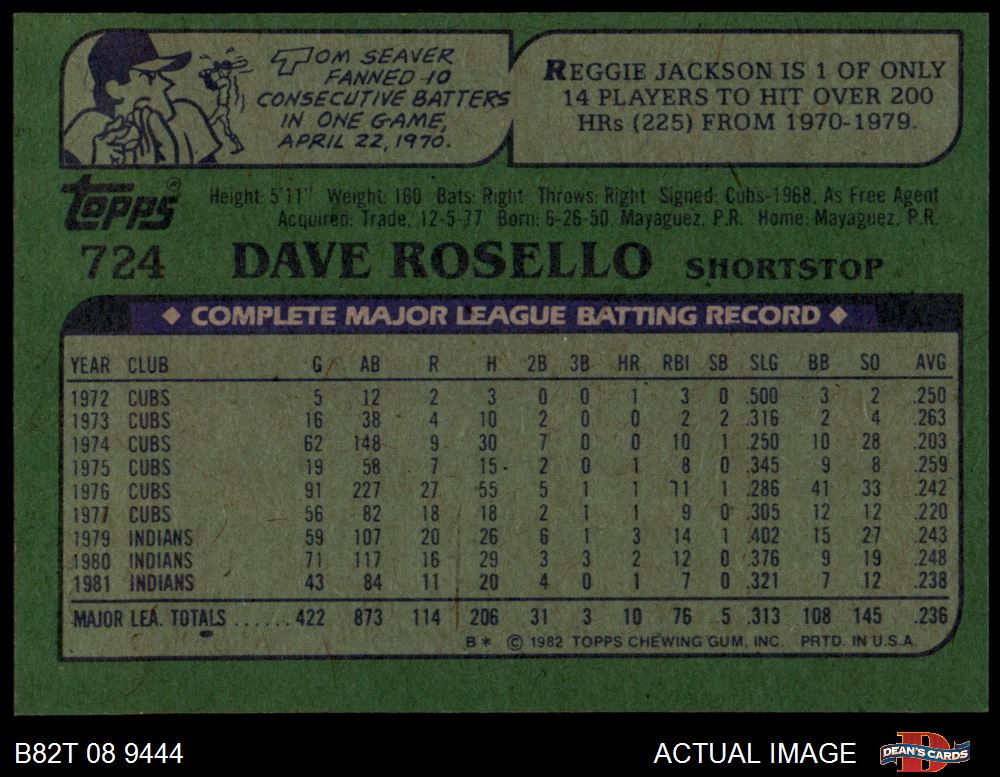 TOM SEAVER
FANNED 10
CONSECUTIVE BATTERS
IN ONE GAME,
APRIL 22, 1970.
REGGIE JACKSON IS 1 OF ONLY
14 PLAYERS TO HIT OVER 200
HRs (225) FROM 1970-1979.
topps®
Height: 5'11" Weight: 160 Bats: Right Throws: Right Signed: Cubs-1968, As Free Agent
Acquired: Trade, 12-5-77 Born: 6-26-50, Mayaguez, P.R. Home: Mayaguez, P.R.
724 DAVE ROSELLO SHORTSTOP
◆ COMPLETE MAJOR LEAGUE BATTING RECORD ◆
YEAR CLUB G AB R H 2B 3B HR RBI SB SLG BB SO AVG
1972 CUBS 5 12 2 3 0 0 1 3 0 .500 3 2 .250
1973 CUBS 16 38 4 10 2 0 0 2 2 .316 2 4 .263
1974 CUBS 62 148 9 30 7 0 0 10 1 .250 10 28 .203
1975 CUBS 19 58 7 15 2 0 1 8 0 .345 9 8 .259
1976 CUBS 91 227 27 55 5 1 1 11 1 .286 41 33 .242
1977 CUBS 56 82 18 18 2 1 1 9 0 .305 12 12 .220
1979 INDIANS 59 107 20 26 6 1 3 14 1 .402 15 27 .243
1980 INDIANS 71 117 16 29 3 3 2 12 0 .376 9 19 .248
1981 INDIANS 43 84 11 20 4 0 1 7 0 .321 7 12 .238
MAJOR LEA. TOTALS ......422 873 114 206 31 3 10 76 5 .313 108 145 .236
B* © 1982 TOPPS CHEWING GUM, INC. PRTD. IN U.S.A.
B82T 08 9444
ACTUAL IMAGE
DEAN'S CARDS